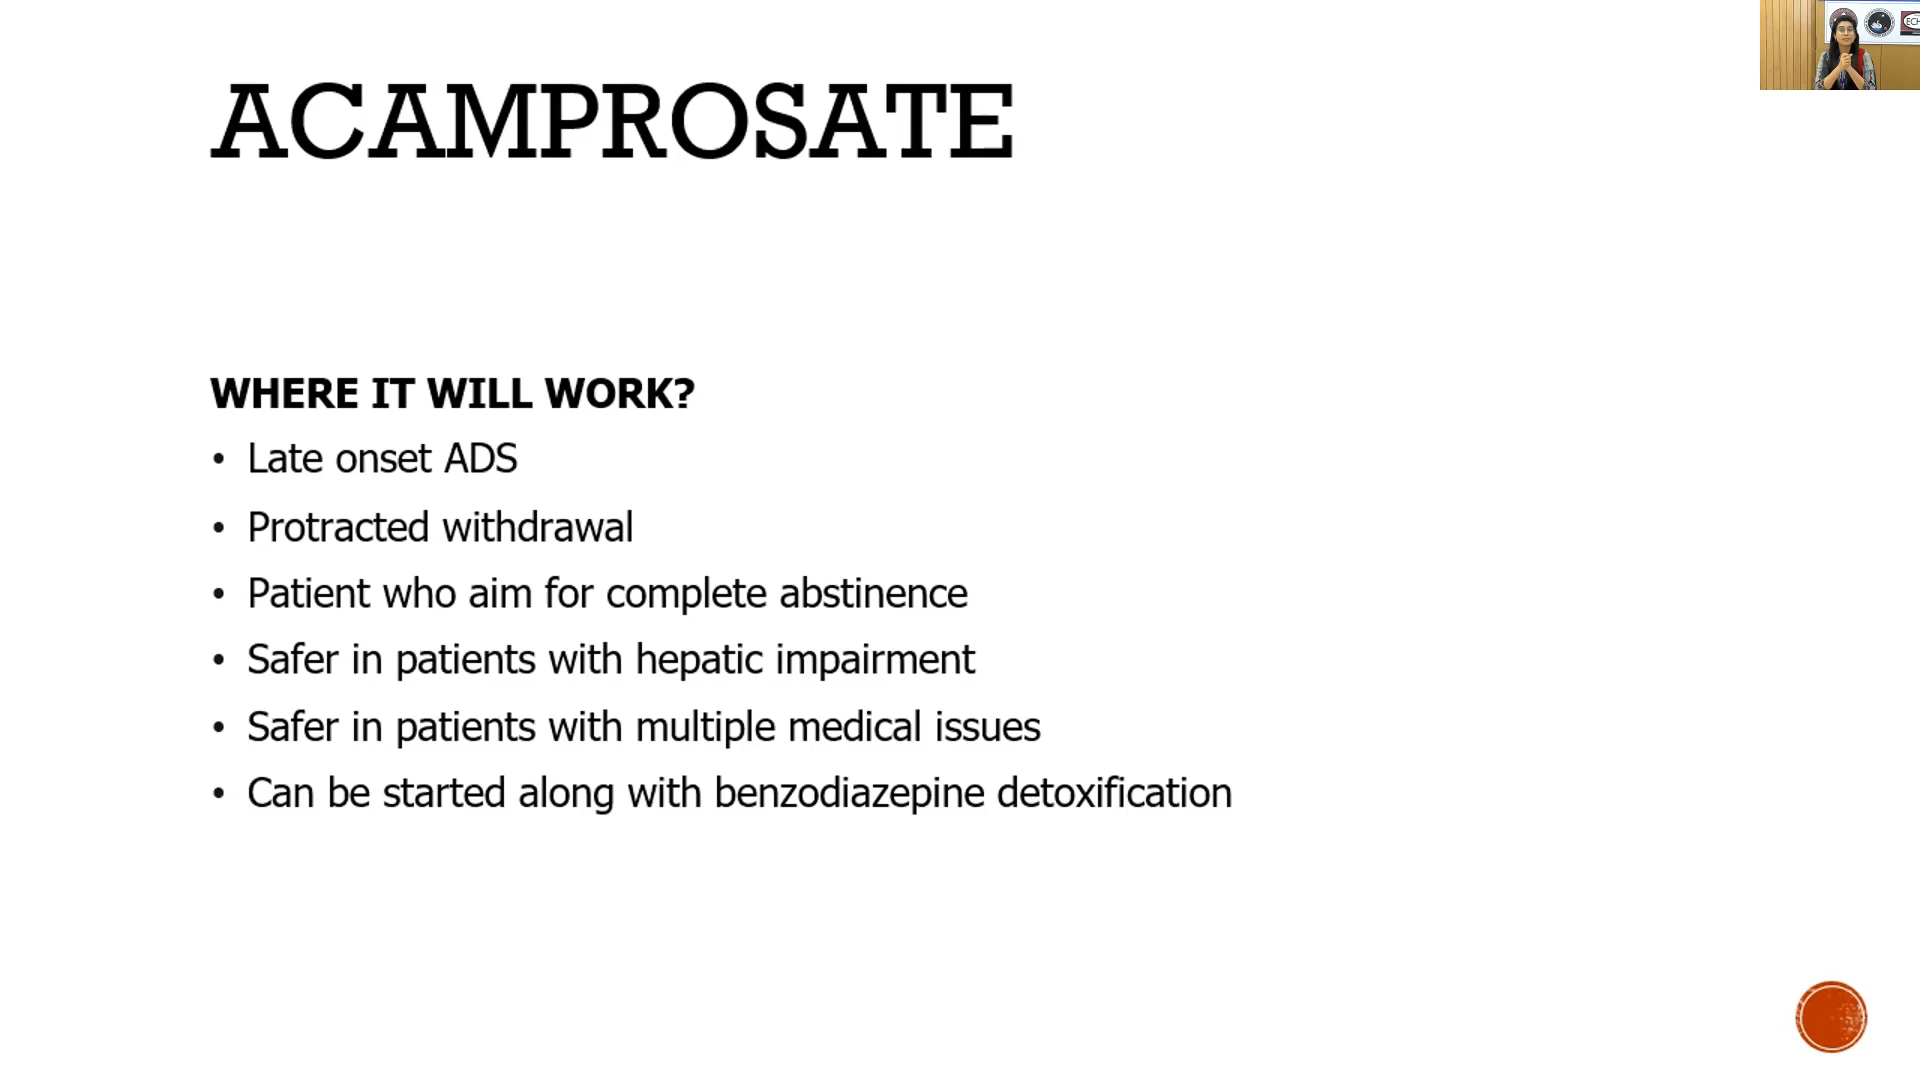 ACAMPROSATE
WHERE IT WILL WORK?
• Late onset ADS
• Protracted withdrawal
• Patient who aim for complete abstinence
• Safer in patients with hepatic impairment
• Safer in patients with multiple medical issues
• Can be started along with benzodiazepine detoxification